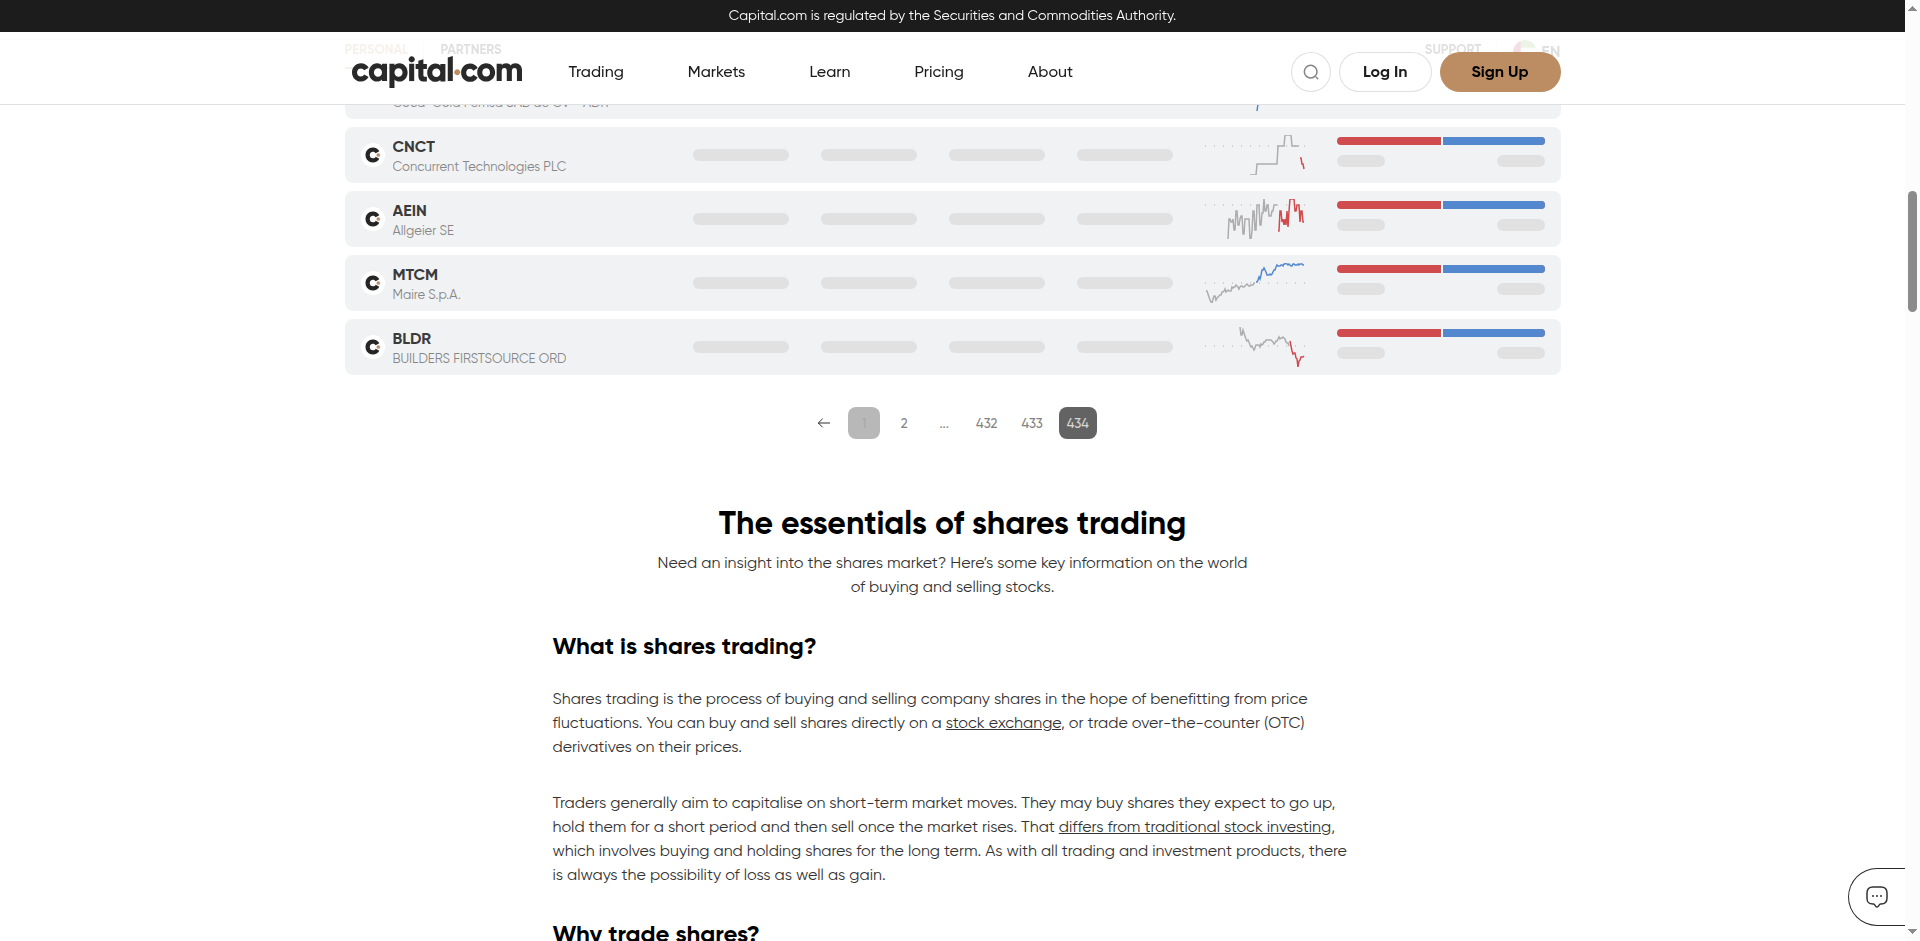 Capital.com is regulated by the Securities and Commodities Authority.
PERSONAL PARTNERS SUPPORT EN
capital.com Trading Markets Learn Pricing About Log In Sign Up
CNCT
Concurrent Technologies PLC
AEIN
Allgeier SE
MTCM
Maire S.p.A.
BLDR
BUILDERS FIRSTSOURCE ORD
1 2 ... 432 433 434
The essentials of shares trading
Need an insight into the shares market? Here's some key information on the world
of buying and selling stocks.
What is shares trading?
Shares trading is the process of buying and selling company shares in the hope of benefitting from price
fluctuations. You can buy and sell shares directly on a stock exchange, or trade over-the-counter (OTC)
derivatives on their prices.
Traders generally aim to capitalise on short-term market moves. They may buy shares they expect to go up,
hold them for a short period and then sell once the market rises. That differs from traditional stock investing,
which involves buying and holding shares for the long term. As with all trading and investment products, there
is always the possibility of loss as well as gain.
Why trade shares?